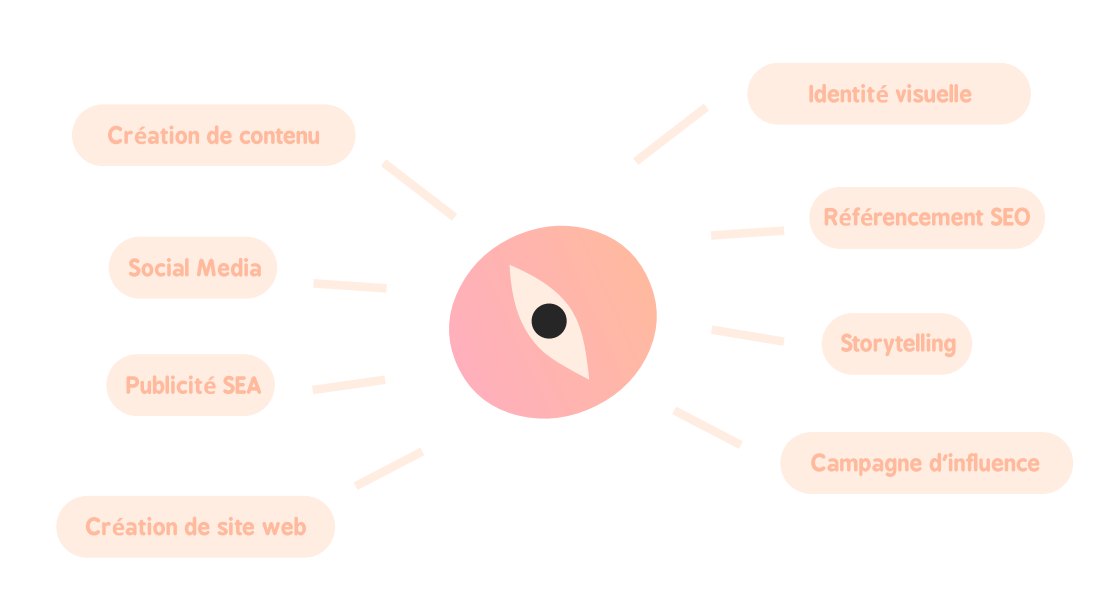 Création de contenu
Social Media
Publicité SEA
Création de site web
Identité visuelle
Référencement SEO
Storytelling
Campagne d'influence